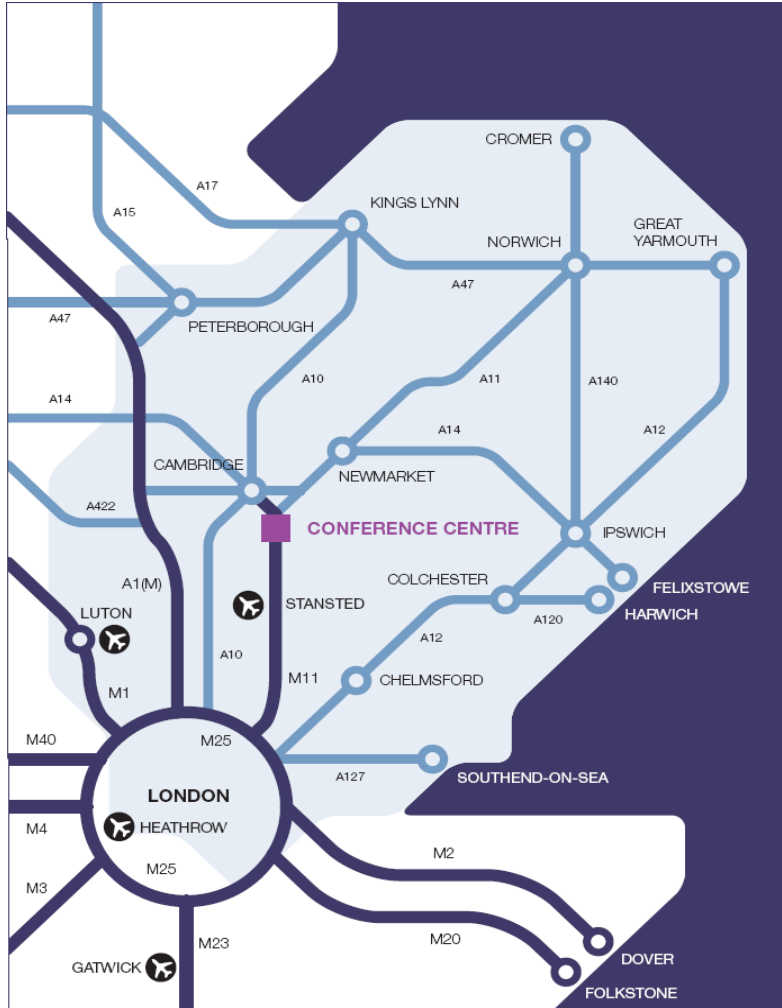 CROMER
A17
KINGS LYNN
A15
NORWICH
GREAT
YARMOUTH
A47
A47
PETERBOROUGH
A10
A11
A140
A14
A14
A12
CAMBRIDGE
NEWMARKET
A422
CONFERENCE CENTRE
IPSWICH
A1(M)
COLCHESTER
FELIXSTOWE
LUTON
STANSTED
HARWICH
A120
A12
A10
M11
CHELMSFORD
M1
M40
M25
A127
SOUTHEND-ON-SEA
LONDON
M4
HEATHROW
M2
M25
M3
M23
M20
GATWICK
DOVER
FOLKSTONE